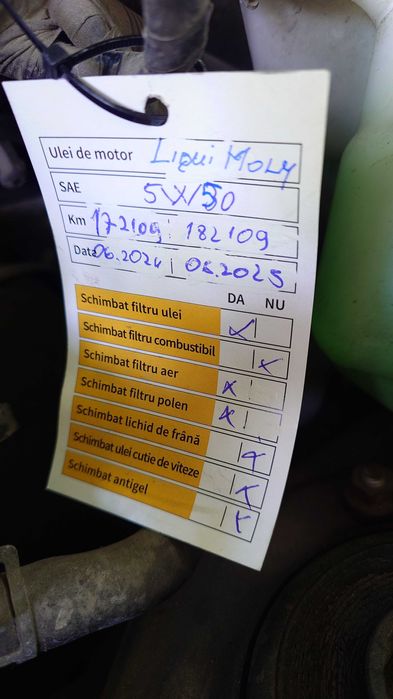 Ulei de motor Liqui Moly
SAE 5W/50
Km 172109 182109
Data 06.2024 06.2025
DA NU
Schimbat filtru ulei x
Schimbat filtru combustibil x
Schimbat filtru aer x
Schimbat filtru polen x
Schimbat lichid de frână x
Schimbat ulei cutie de viteze x
Schimbat antigel x